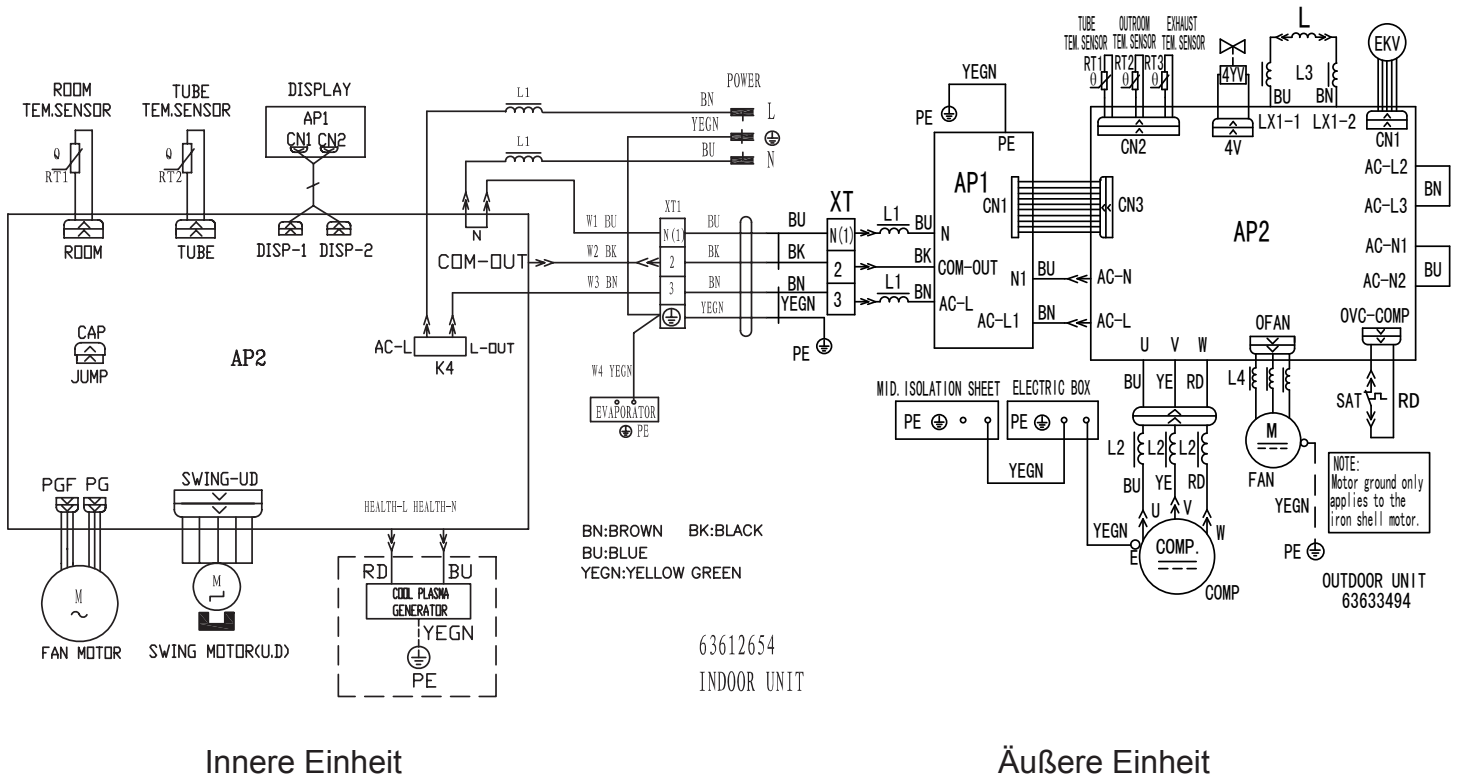 ROOM
TEM.SENSOR
TUBE
TEM.SENSOR
DISPLAY
AP1
CN1 CN2
RT1
RT2
ROOM
TUBE
DISP-1 DISP-2
L1
L1
POWER
BN
L
YEGN
BU
N
N
COM-OUT
W1 BU
W2 BK
W3 BN
XT1
N(1)
2
3
BU
BK
BN
YEGN
AC-L
L-OUT
K4
CAP
JUMP
AP2
W4 YEGN
EVAPORATOR
PE
PGF PG
SWING-UD
HEALTH-L HEALTH-N
M
FAN MOTOR
M
SWING MOTOR(U.D)
RD
BU
COOL PLASMA
GENERATOR
YEGN
PE
BN:BROWN BK:BLACK
BU:BLUE
YEGN:YELLOW GREEN
63612654
INDOOR UNIT
BU
BK
BN
YEGN
PE
XT
N(1)
2
3
L1
BU
BK
L1
BN
YEGN
PE
PE
AP1
CN1
N
COM-OUT
AC-L
N1
AC-L1
BU
BN
CN3
AC-N
AC-L
TUBE
TEM. SENSOR
OUTROOM
TEM. SENSOR
EXHAUST
TEM. SENSOR
RT1
RT2
RT3
θ
θ
θ
CN2
4YV
4V
L
L3
BU
BN
LX1-1 LX1-2
EKV
CN1
AC-L2
AC-L3
BN
AC-N1
AC-N2
BU
AP2
OFAN
OVC-COMP
U
V
W
BU
YE
RD
L2
L2
L2
BU
YE
RD
U
V
W
YEGN
E
COMP.
COMP
MID. ISOLATION SHEET
PE
ELECTRIC BOX
PE
YEGN
L4
M
FAN
YEGN
PE
SAT
RD
NOTE:
Motor ground only
applies to the
iron shell motor.
OUTDOOR UNIT
63633494
Innere Einheit
Äußere Einheit